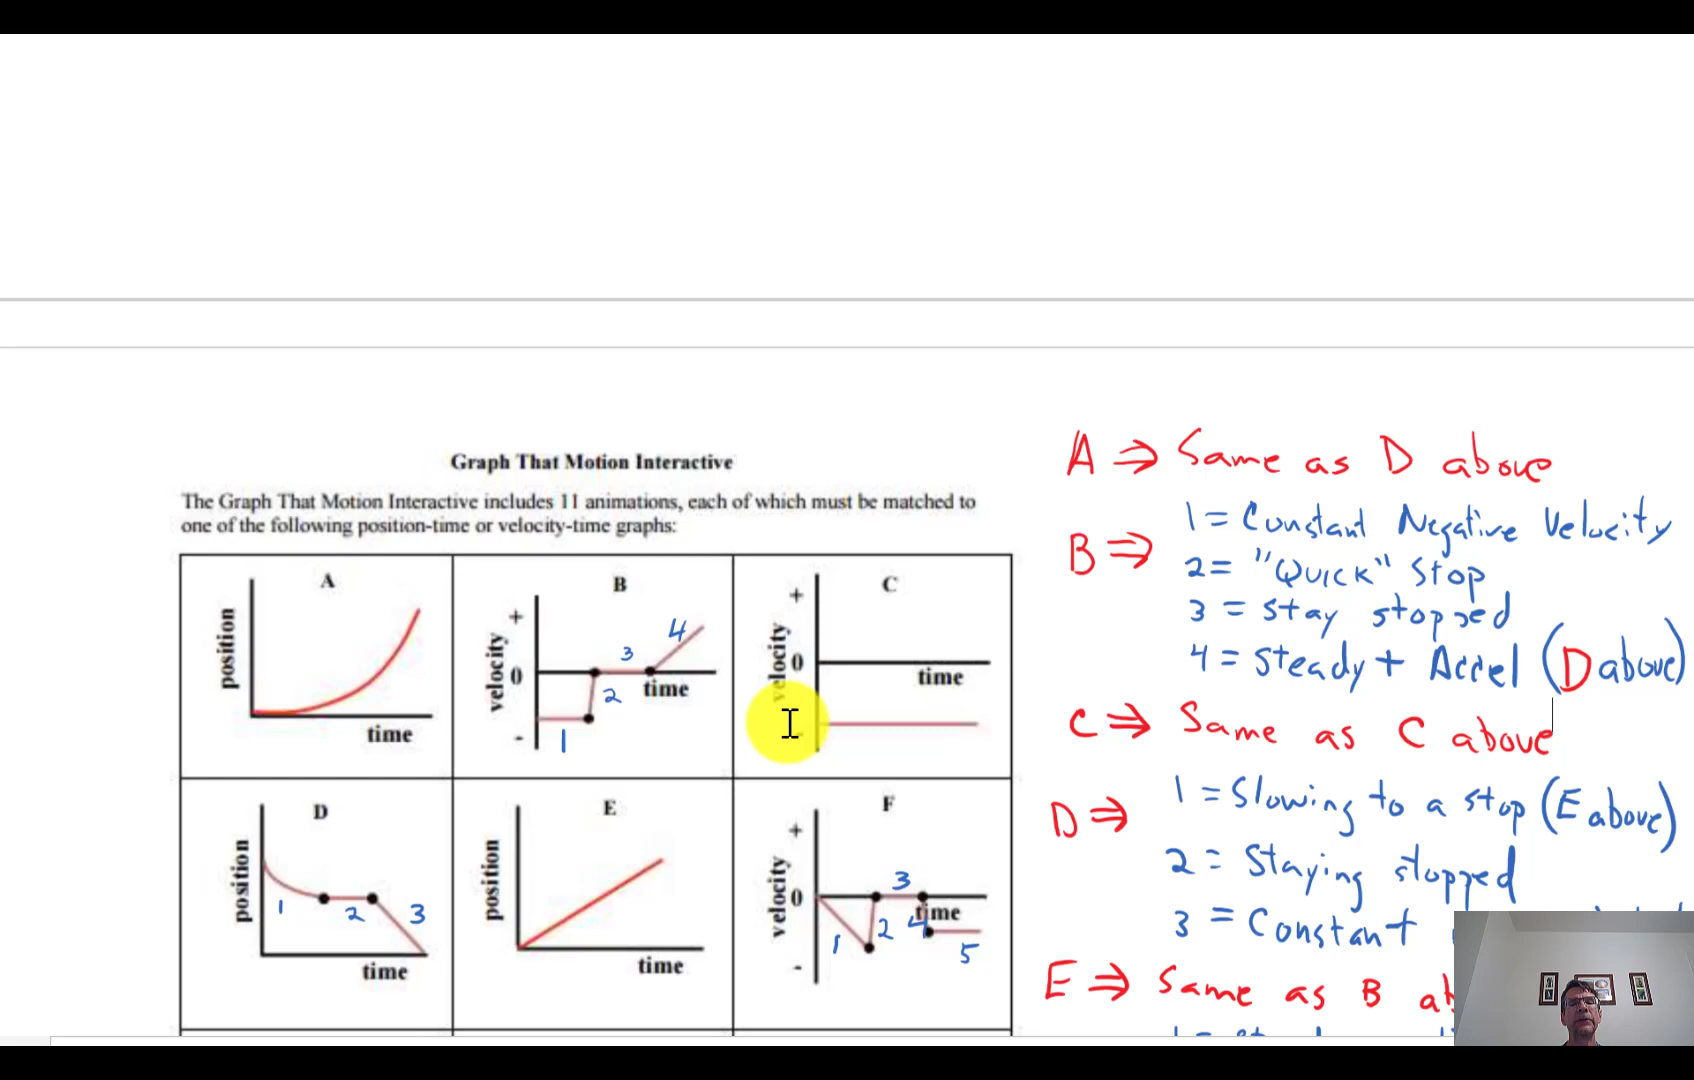 Graph That Motion Interactive
The Graph That Motion Interactive includes 11 animations, each of which must be matched to
one of the following position-time or velocity-time graphs:
A
position
time
B
+
velocity
0
-
1
2
3
4
time
C
+
velocity
0
time
D
position
1
2
3
time
E
position
time
F
+
velocity
0
-
1
2
3
4
5
time
A ⇒ Same as D above
B ⇒
1 = Constant Negative Velocity
2 = "Quick" Stop
3 = stay stopped
4 = steady + Accel (D above)
C ⇒ Same as C above
D ⇒
1 = Slowing to a stop (E above)
2 = Staying stopped
3 = Constant
E ⇒ Same as B